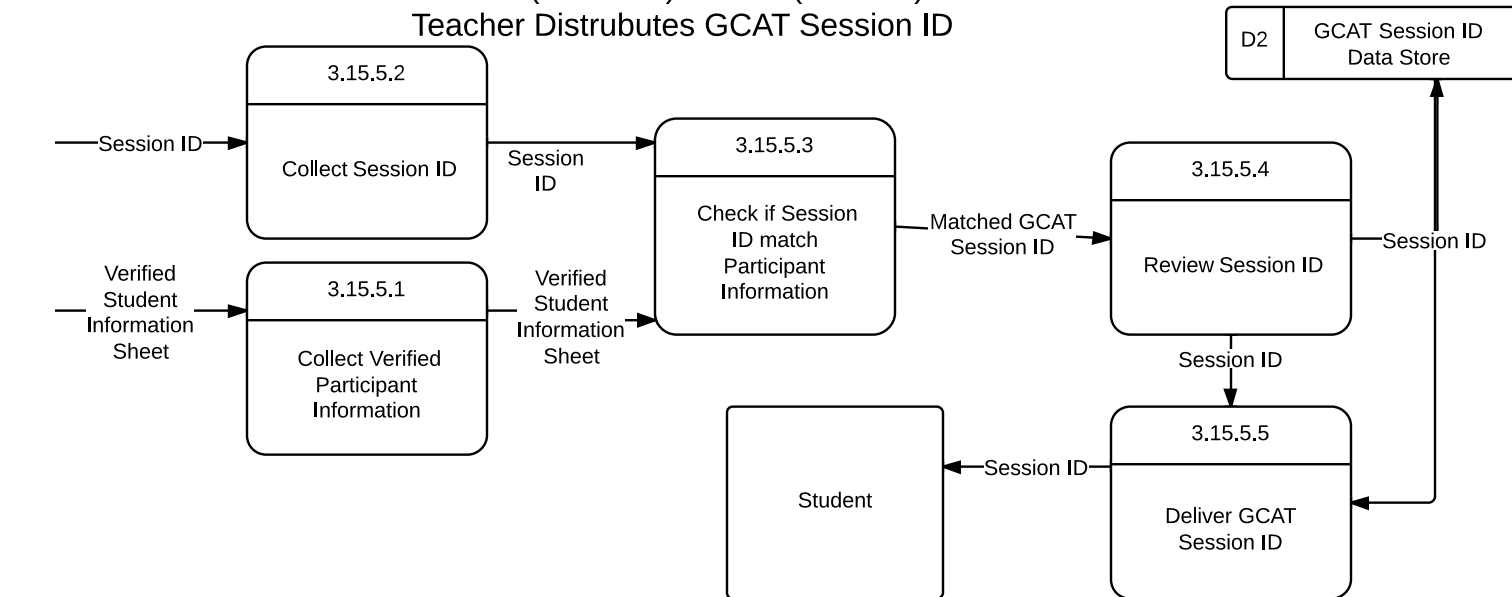 Teacher Distrubutes GCAT Session ID
D2
GCAT Session ID
Data Store
3.15.5.2
Collect Session ID
Session ID
Session
ID
3.15.5.3
Check if Session
ID match
Participant
Information
Matched GCAT
Session ID
3.15.5.4
Review Session ID
Session ID
Verified
Student
Information
Sheet
3.15.5.1
Collect Verified
Participant
Information
Verified
Student
Information
Sheet
Session ID
Student
Session ID
3.15.5.5
Deliver GCAT
Session ID